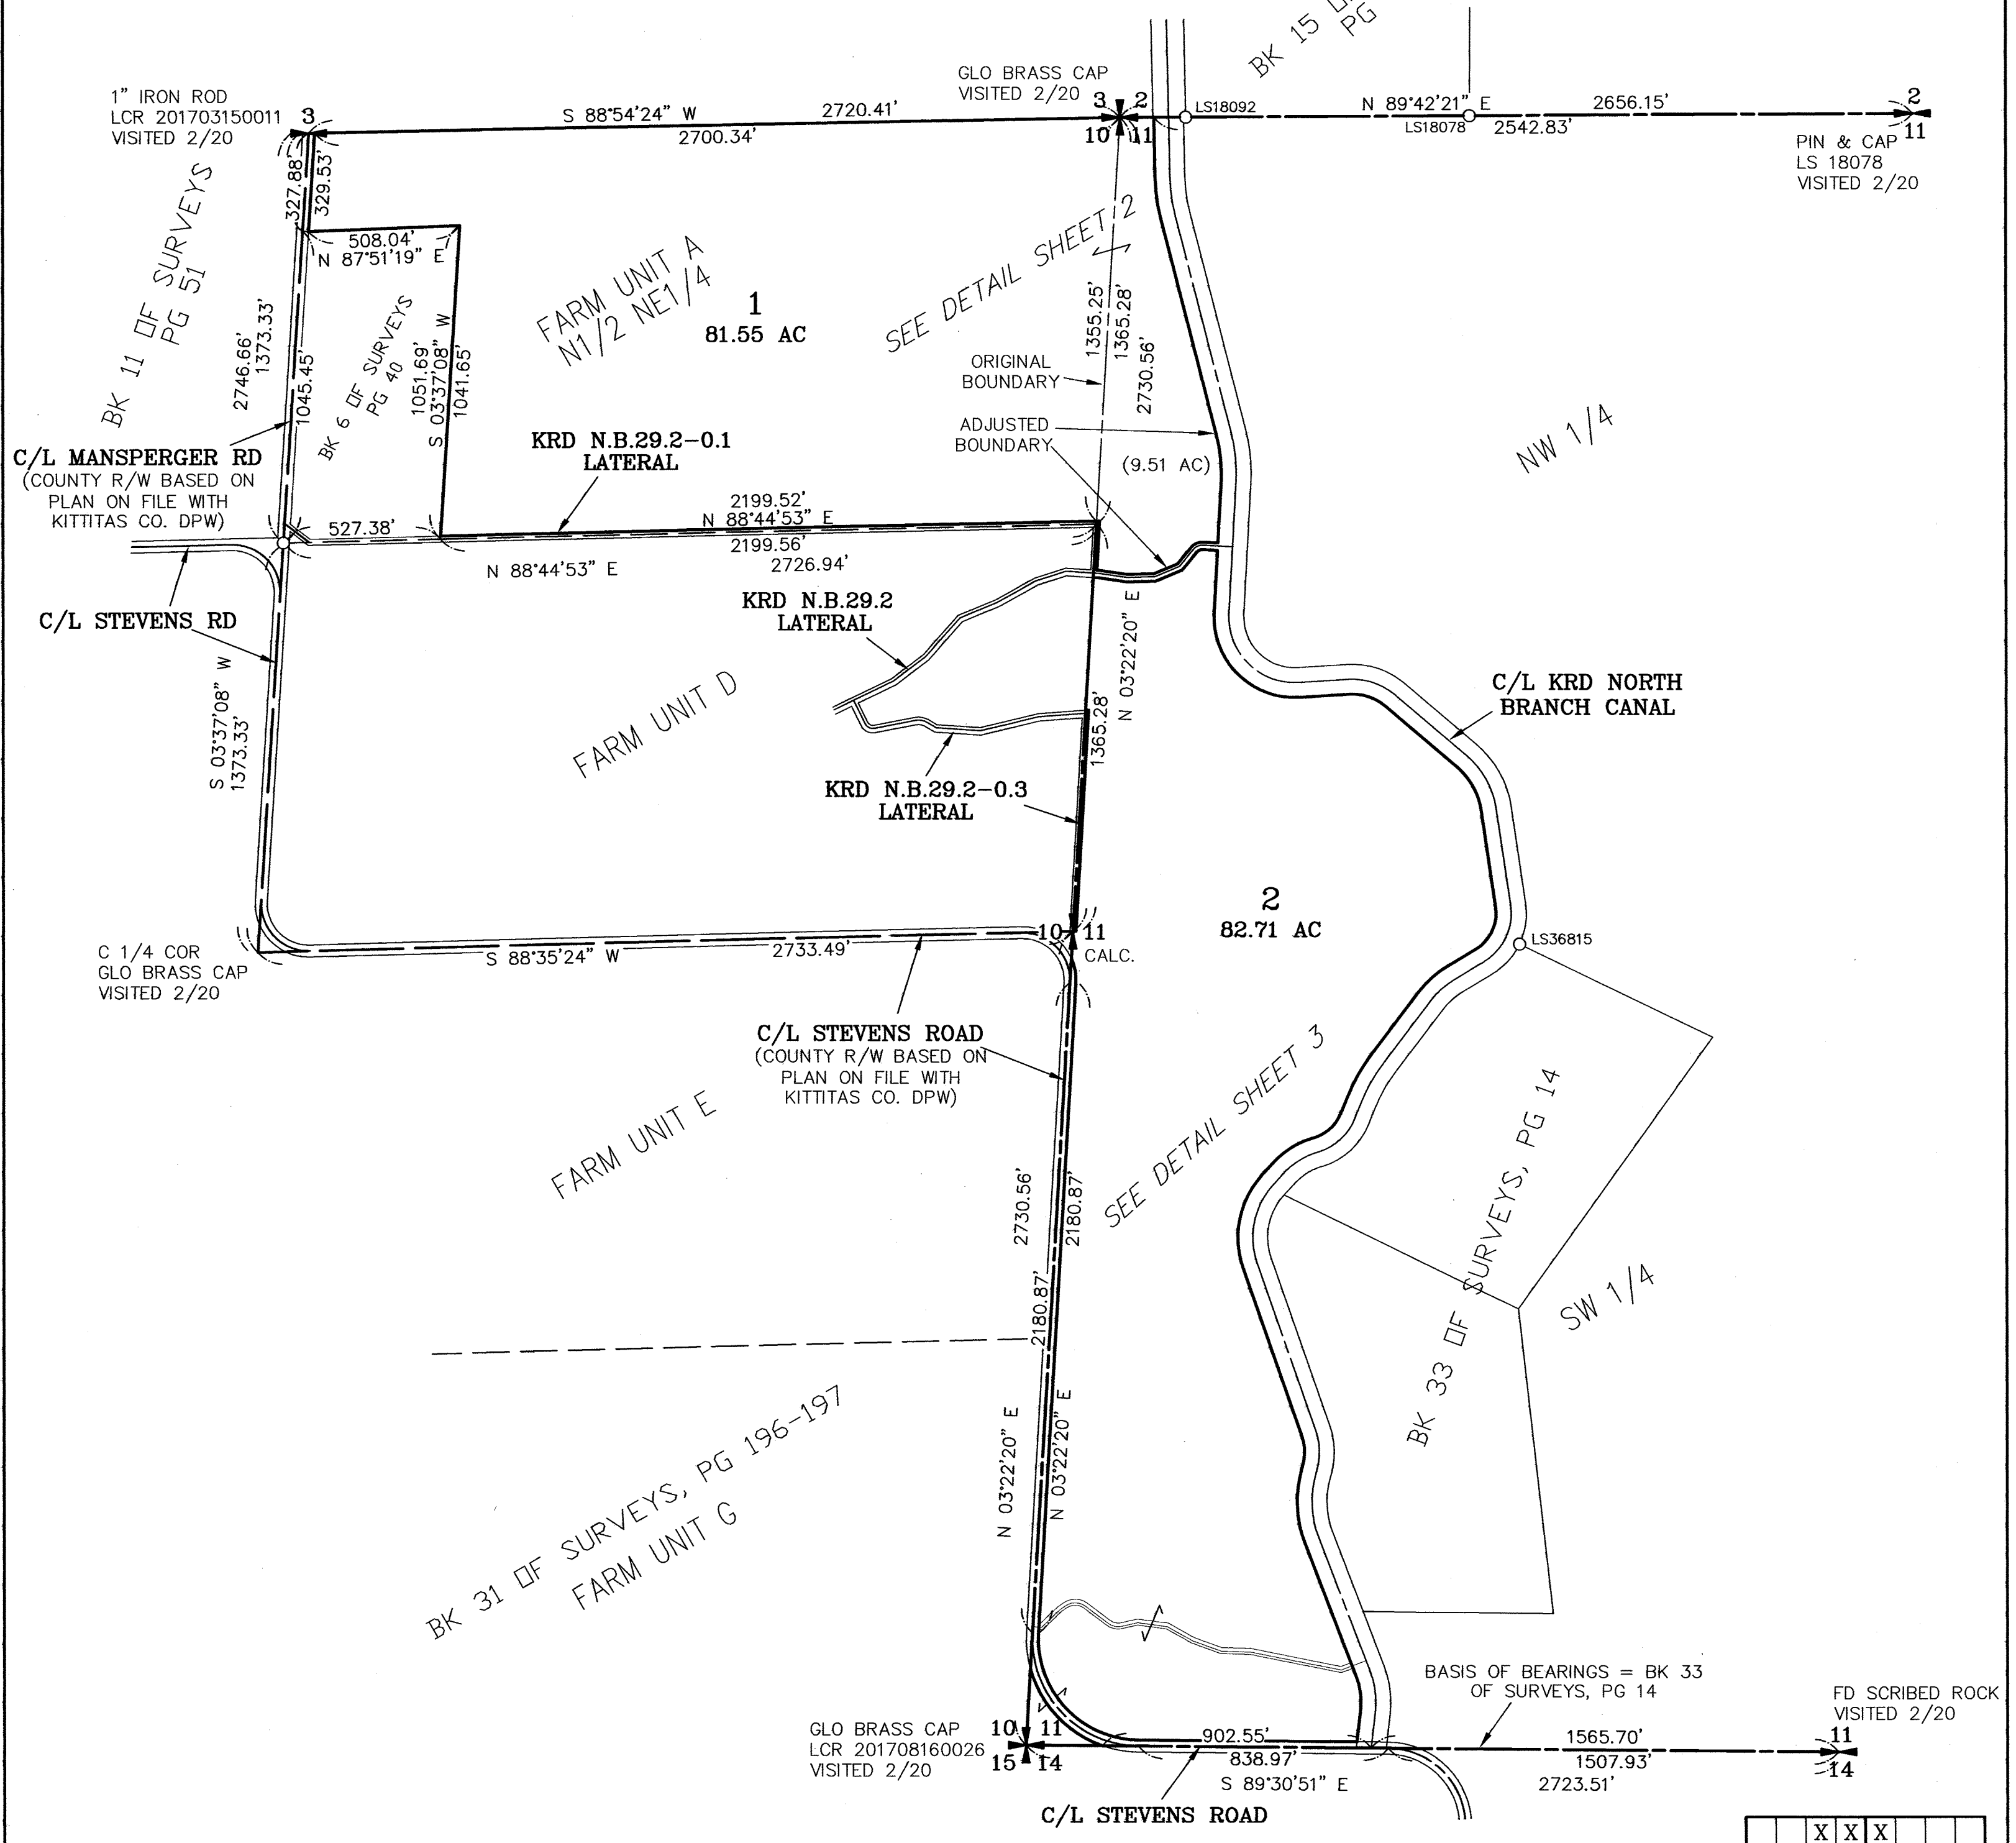 BK 15 OF
PG
GLO BRASS CAP
VISITED 2/20
1" IRON ROD
LCR 201703150011
VISITED 2/20
3
S 88°54'24" W
2720.41'
2700.34'
3 2
10 11
LS18092
N 89°42'21" E
2656.15'
LS18078
2542.83'
2
11
PIN & CAP
LS 18078
VISITED 2/20
327.88'
329.53'
508.04'
N 87°51'19" E
BK 11 OF SURVEYS
PG 51
2746.66'
1373.33'
1045.45'
BK 6 OF SURVEYS
PG 40
1051.69'
S 03°37'08" W
1041.65'
FARM UNIT A
N1/2 NE1/4
1
81.55 AC
SEE DETAIL SHEET 2
ORIGINAL
BOUNDARY
1355.25'
1365.28'
2730.56'
ADJUSTED
BOUNDARY
(9.51 AC)
NW 1/4
C/L MANSPERGER RD
(COUNTY R/W BASED ON
PLAN ON FILE WITH
KITTITAS CO. DPW)
KRD N.B.29.2-0.1
LATERAL
527.38'
2199.52'
N 88°44'53" E
2199.56'
N 88°44'53" E
2726.94'
C/L STEVENS RD
KRD N.B.29.2
LATERAL
N 03°22'20" E
S 03°37'08" W
1373.33'
FARM UNIT D
1365.28'
C/L KRD NORTH
BRANCH CANAL
KRD N.B.29.2-0.3
LATERAL
2
82.71 AC
C 1/4 COR
GLO BRASS CAP
VISITED 2/20
S 88°35'24" W
2733.49'
10 11
CALC.
LS36815
C/L STEVENS ROAD
(COUNTY R/W BASED ON
PLAN ON FILE WITH
KITTITAS CO. DPW)
SEE DETAIL SHEET 3
FARM UNIT E
2730.56'
2180.87'
2180.87'
BK 33 OF SURVEYS, PG 14
SW 1/4
N 03°22'20" E
N 03°22'20" E
BK 31 OF SURVEYS, PG 196-197
FARM UNIT G
BASIS OF BEARINGS = BK 33
OF SURVEYS, PG 14
FD SCRIBED ROCK
VISITED 2/20
GLO BRASS CAP
LCR 201708160026
VISITED 2/20
10 11
15 14
902.55'
838.97'
S 89°30'51" E
1565.70'
1507.93'
2723.51'
11
14
C/L STEVENS ROAD
X X X